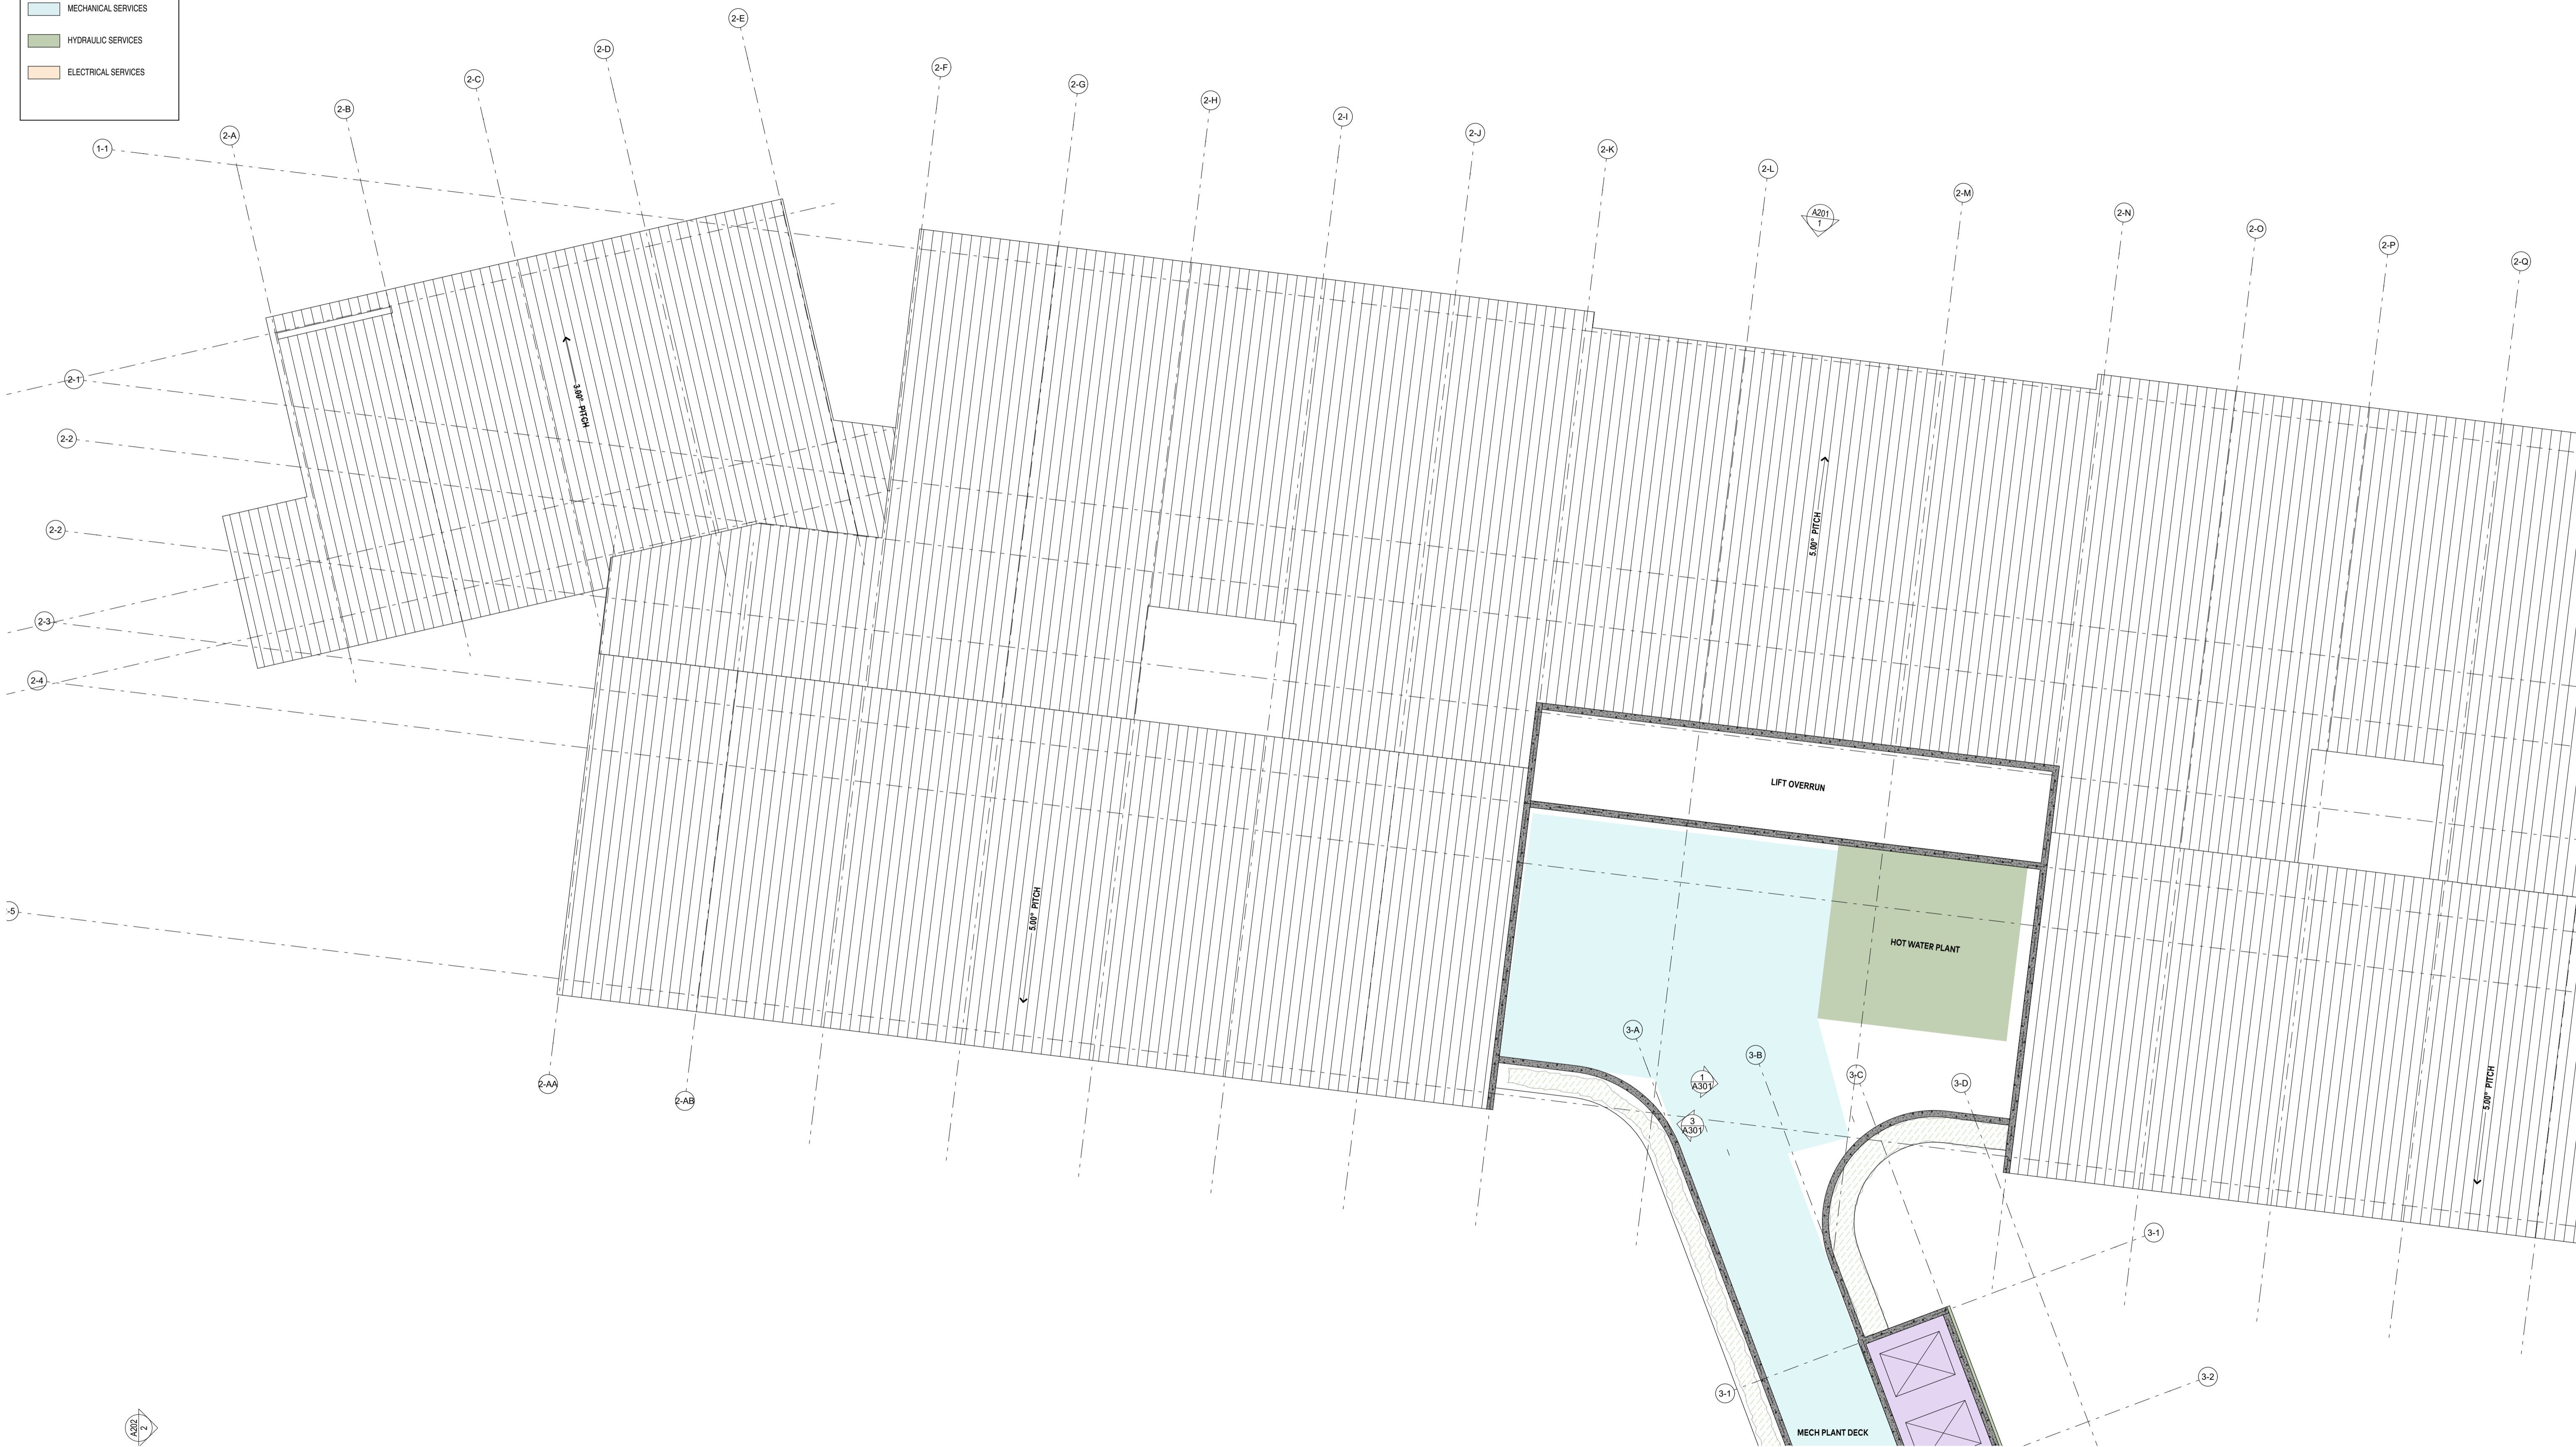 MECHANICAL SERVICES
HYDRAULIC SERVICES
ELECTRICAL SERVICES
2-E
2-D
2-C
2-B
2-A
1-1
2-F
2-G
2-H
2-I
2-J
2-K
2-L
2-M
2-N
2-O
2-P
2-Q
A201
1
2-1
2-2
2-2
2-3
2-4
-5
3.00° PITCH
5.00° PITCH
5.00° PITCH
5.00° PITCH
LIFT OVERRUN
HOT WATER PLANT
2-AA
2-AB
3-A
3-B
3-C
3-D
1
A301
3
A301
3-1
3-1
3-2
MECH PLANT DECK
A202
2